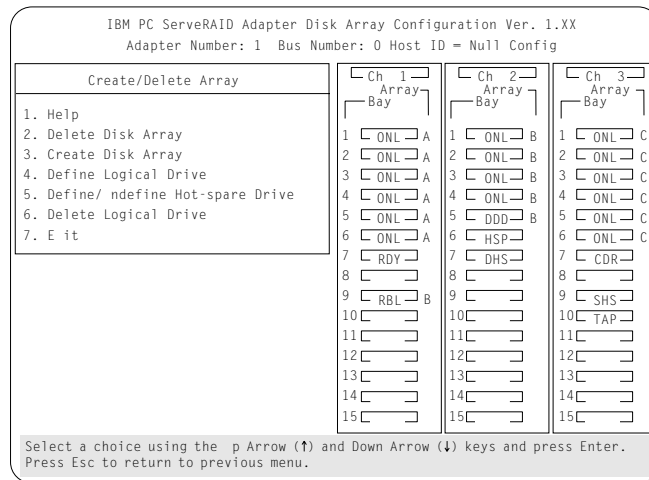 IBM PC ServeRAID Adapter Disk Array Configuration Ver. 1.XX
Adapter Number: 1 Bus Number: 0 Host ID = Null Config
Create/Delete Array
1. Help
2. Delete Disk Array
3. Create Disk Array
4. Define Logical Drive
5. Define/ ndefine Hot-spare Drive
6. Delete Logical Drive
7. E it
Ch 1
Array
Bay
1 ONL A
2 ONL A
3 ONL A
4 ONL A
5 ONL A
6 ONL A
7 RDY
8
9 RBL B
10
11
12
13
14
15
Ch 2
Array
Bay
1 ONL B
2 ONL B
3 ONL B
4 ONL B
5 DDD B
6 HSP
7 DHS
8
9
10
11
12
13
14
15
Ch 3
Array
Bay
1 ONL C
2 ONL C
3 ONL C
4 ONL C
5 ONL C
6 ONL C
7 CDR
8
9 SHS
10 TAP
11
12
13
14
15
Select a choice using the p Arrow (↑) and Down Arrow (↓) keys and press Enter.
Press Esc to return to previous menu.